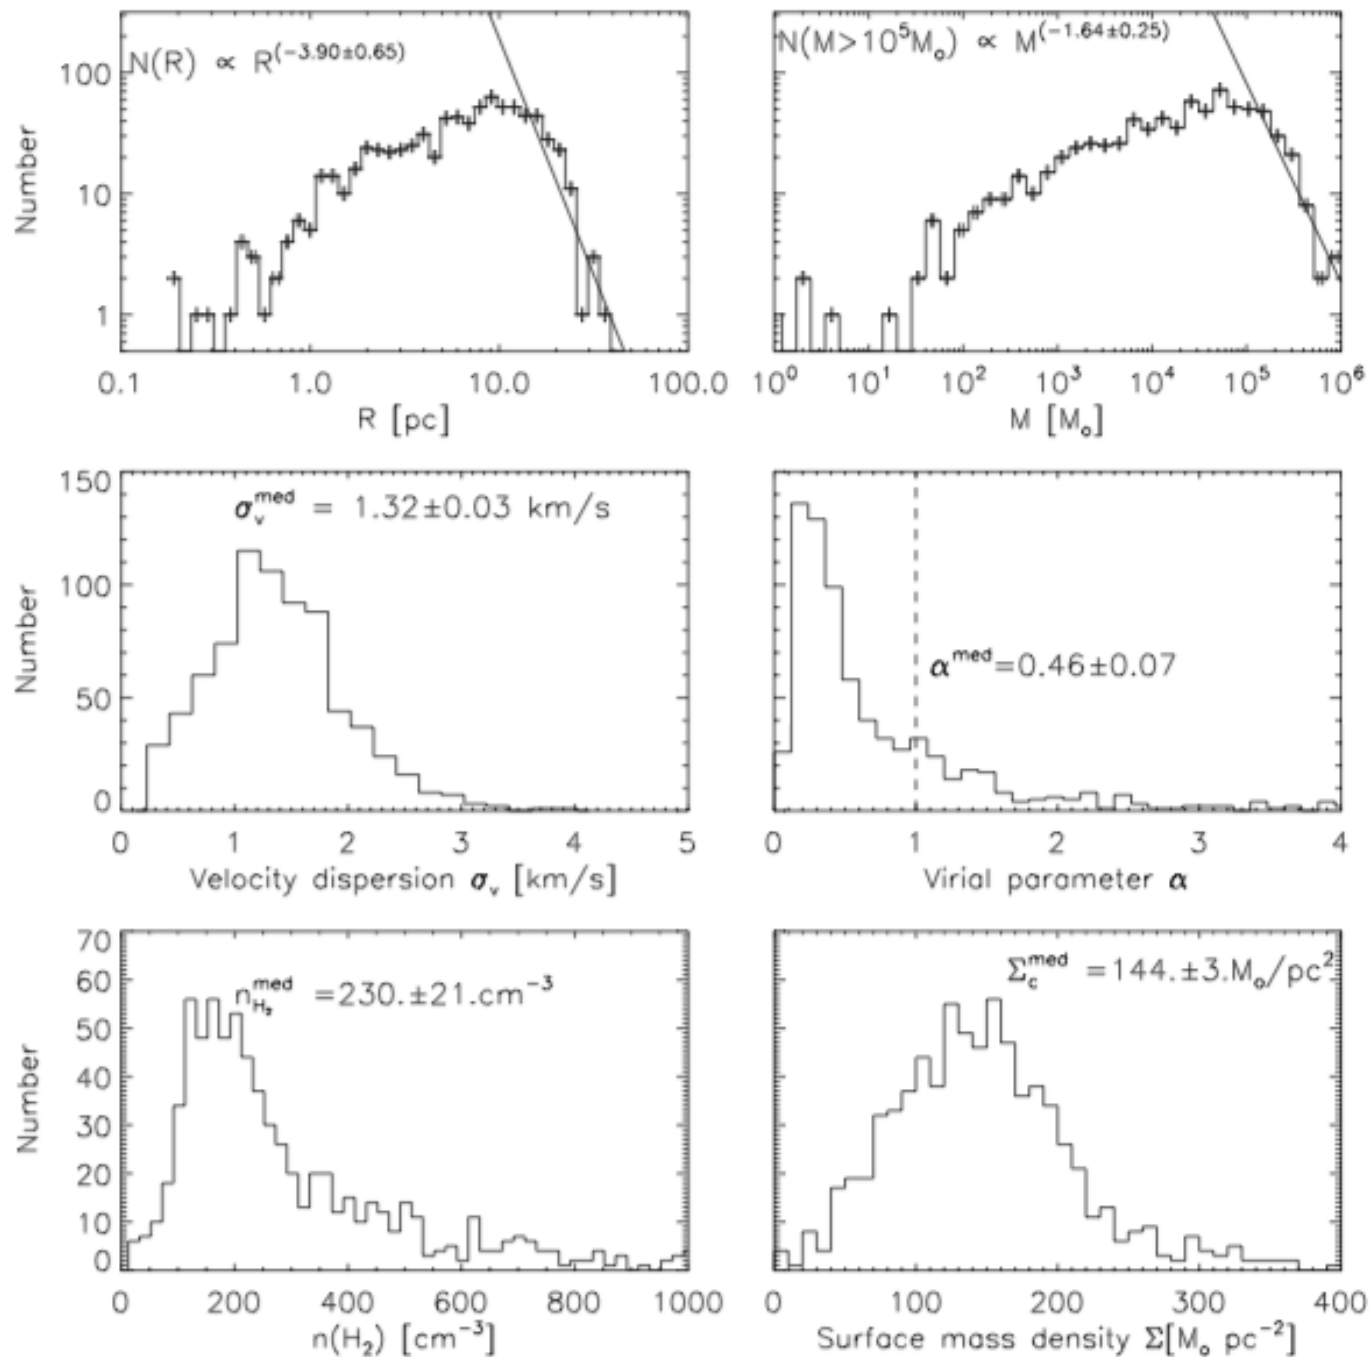 N(R) ∝ R^(−3.90±0.65)
100
10
1
Number
0.1 1.0 10.0 100.0
R [pc]
N(M>10^5M_o) ∝ M^(−1.64±0.25)
10^0 10^2 10^3 10^4 10^5 10^6
M [M_o]
σ_v^med = 1.32±0.03 km/s
150
100
50
0
Number
0 1 2 3 4 5
Velocity dispersion σ_v [km/s]
α^med=0.46±0.07
0 1 2 3 4
Virial parameter α
n_H₂^med =230.±21.cm^−3
70
60
50
40
30
20
10
0
Number
0 200 400 600 800 1000
n(H₂) [cm^−3]
Σ_c^med =144.±3.M_o/pc^2
0 100 200 300 400
Surface mass density Σ[M_o pc^−2]